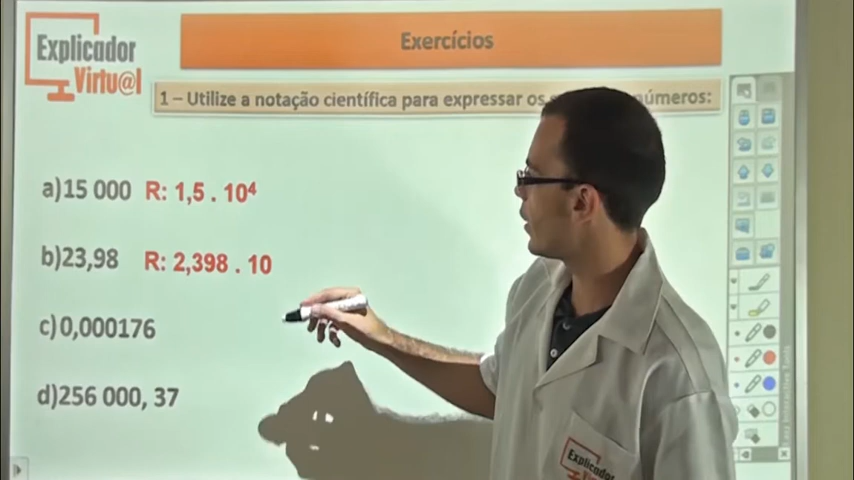 Explicador
Virtu@l
Exercícios
1 – Utilize a notação científica para expressar os números:
a)15 000 R: 1,5 . 10⁴
b)23,98 R: 2,398 . 10
c)0,000176
d)256 000, 37
Explicador